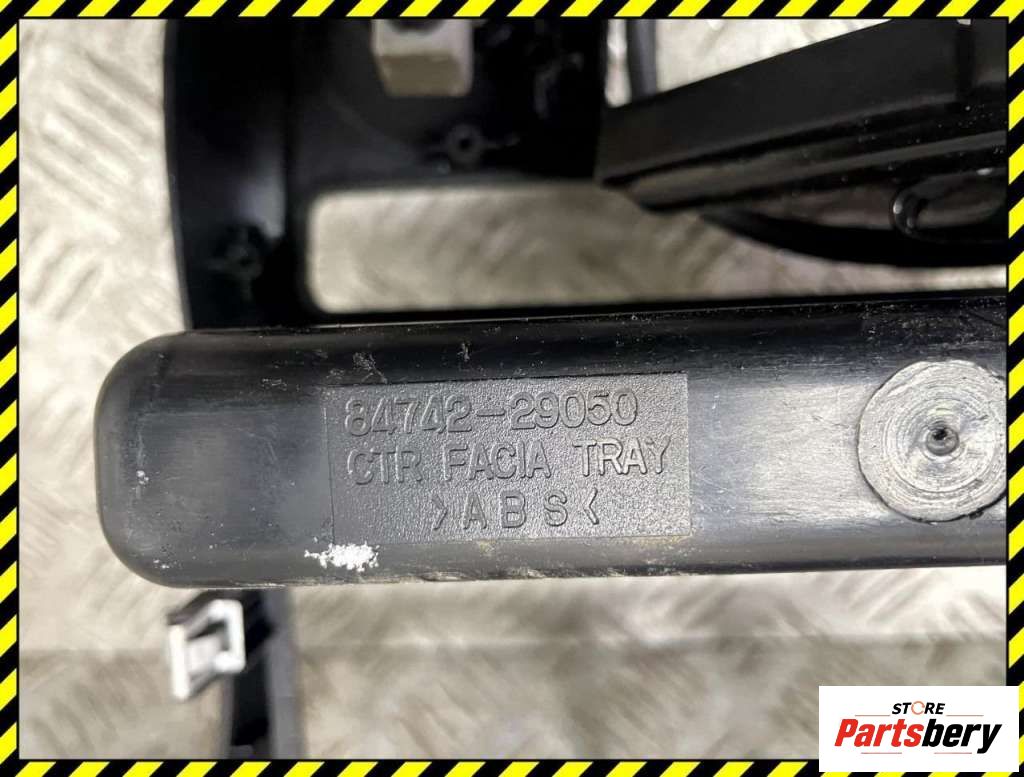 84742-29050
CTR FACIA TRAY
>ABS<
STORE
Partsbery